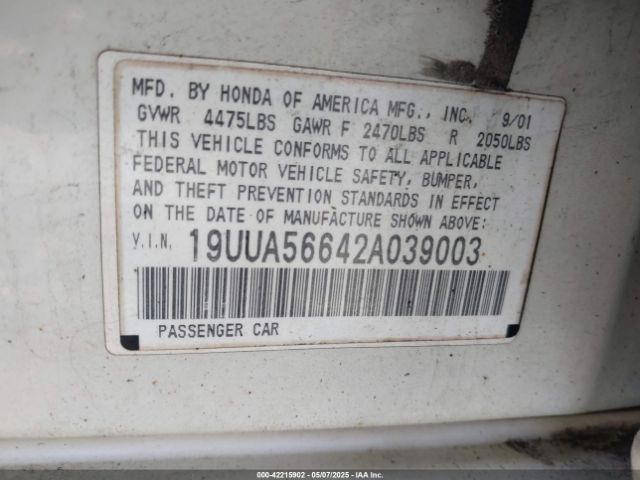 MFD. BY HONDA OF AMERICA MFG., INC. 9/01
GVWR 4475LBS GAWR F 2470LBS R 2050LBS
THIS VEHICLE CONFORMS TO ALL APPLICABLE
FEDERAL MOTOR VEHICLE SAFETY, BUMPER,
AND THEFT PREVENTION STANDARDS IN EFFECT
ON THE DATE OF MANUFACTURE SHOWN ABOVE:
V.I.N. 19UUA56642A039003
PASSENGER CAR
000-42215902 - 05/07/2025 - IAAI.COM